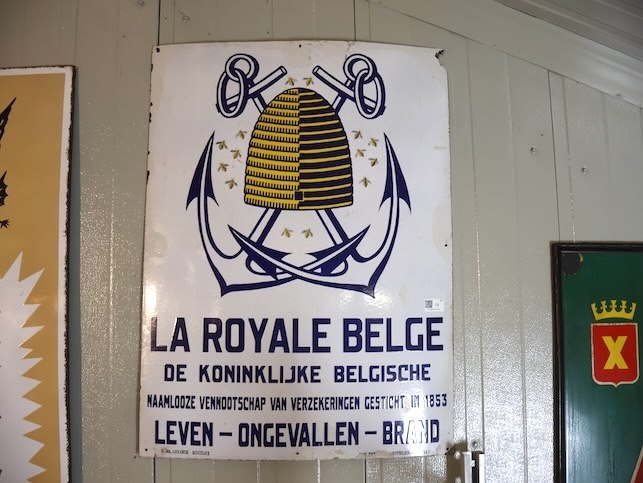 LA ROYALE BELGE
DE KONINKLIJKE BELGISCHE
NAAMLOOZE VENNOOTSCHAP VAN VERZEKERINGEN GESTICHT IN 1853
LEVEN – ONGEVALLEN – BRAND
X